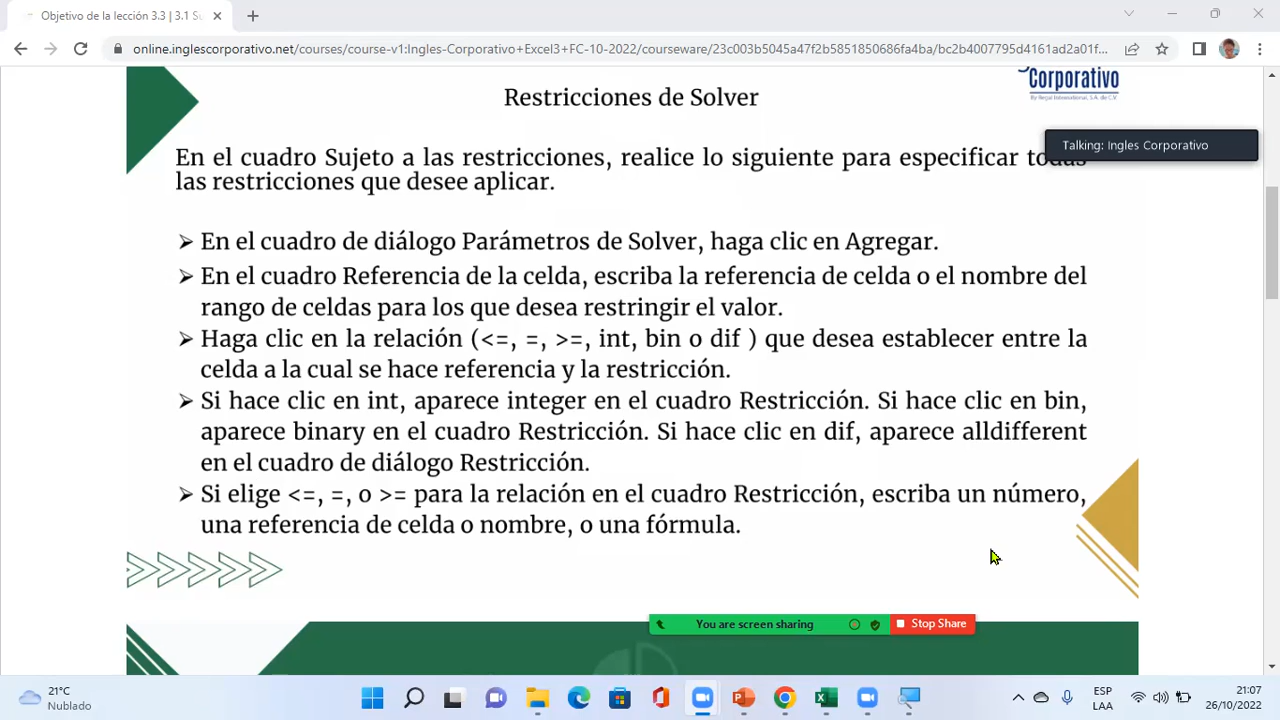 Objetivo de la lección 3.3 | 3.1 Su
online.inglescorporativo.net/courses/course-v1:Ingles-Corporativo+Excel3+FC-10-2022/courseware/23c003b5045a47f2b5851850686fa4ba/bc2b4007795d4161ad2a01f...
Corporativo
By Regal International, S.A. de C.V.
Restricciones de Solver
Talking: Ingles Corporativo
En el cuadro Sujeto a las restricciones, realice lo siguiente para especificar todas
las restricciones que desee aplicar.
➢ En el cuadro de diálogo Parámetros de Solver, haga clic en Agregar.
➢ En el cuadro Referencia de la celda, escriba la referencia de celda o el nombre del
rango de celdas para los que desea restringir el valor.
➢ Haga clic en la relación (<=, =, >=, int, bin o dif ) que desea establecer entre la
celda a la cual se hace referencia y la restricción.
➢ Si hace clic en int, aparece integer en el cuadro Restricción. Si hace clic en bin,
aparece binary en el cuadro Restricción. Si hace clic en dif, aparece alldifferent
en el cuadro de diálogo Restricción.
➢ Si elige <=, =, o >= para la relación en el cuadro Restricción, escriba un número,
una referencia de celda o nombre, o una fórmula.
You are screen sharing
Stop Share
21°C
Nublado
ESP
LAA
21:07
26/10/2022